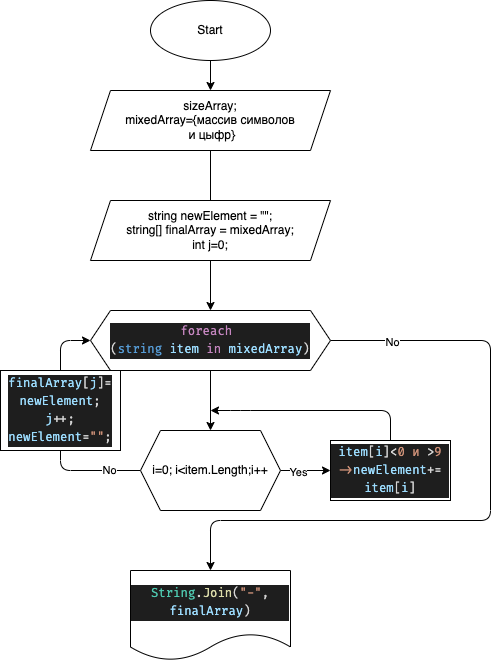 Start
sizeArray;
mixedArray={массив символов
и цыфр}
string newElement = "";
string[] finalArray = mixedArray;
int j=0;
foreach
(string item in mixedArray)
No
finalArray[j]=
newElement;
j++;
newElement="";
No
i=0; i<item.Length;i++
Yes
item[i]<0 и >9
->newElement+=
item[i]
String.Join("-",
finalArray)